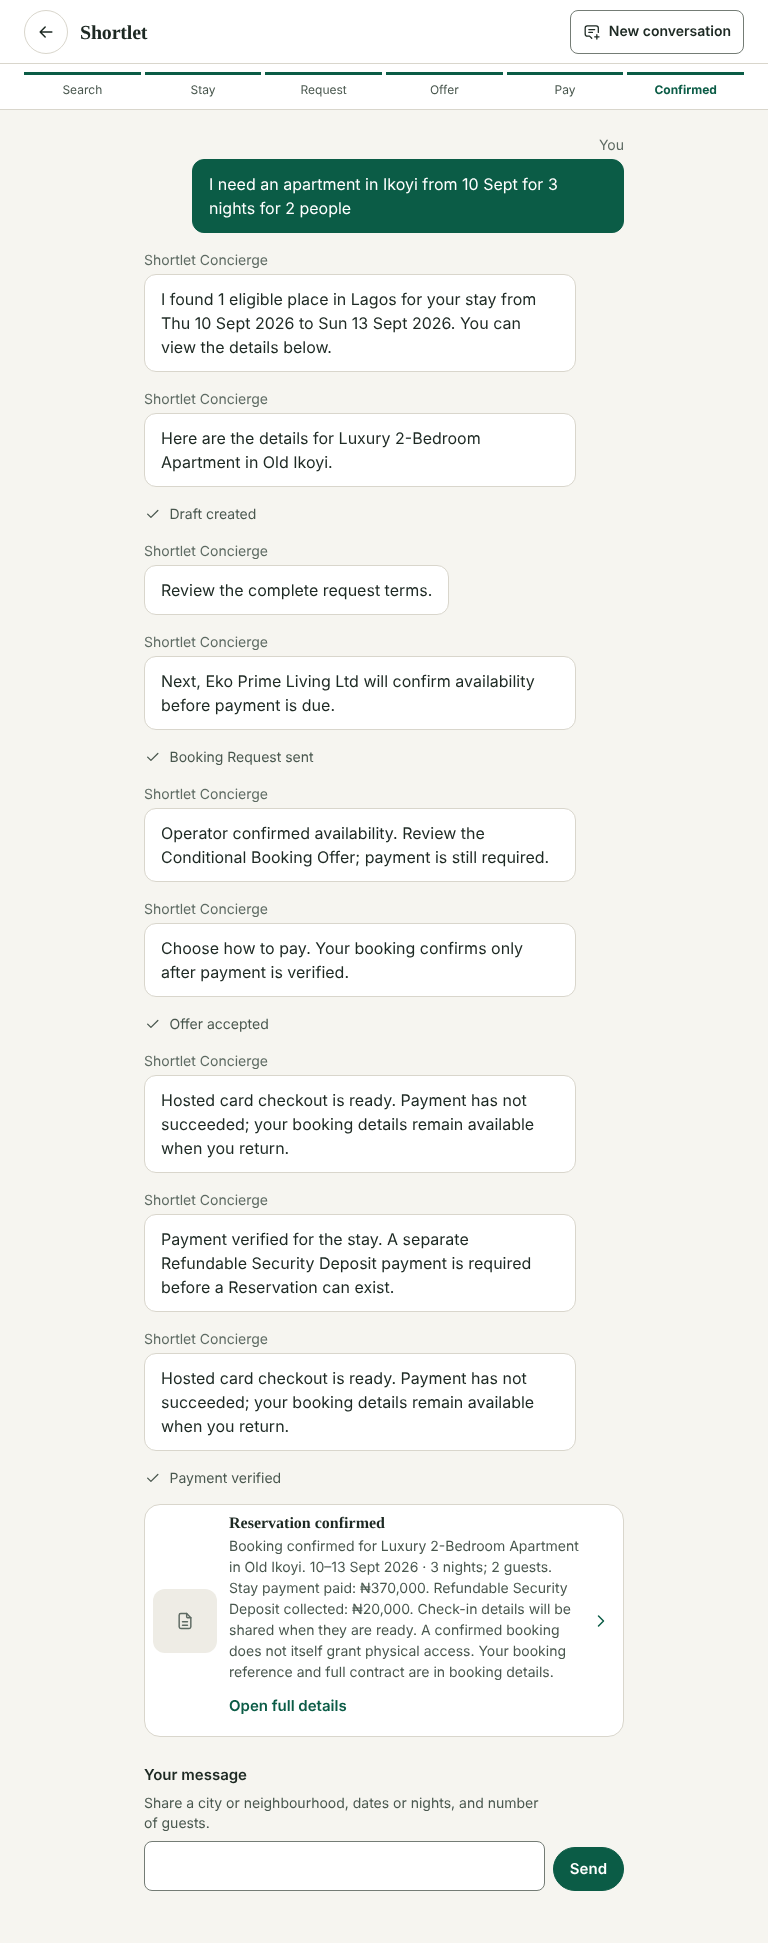 Shortlet
New conversation
Search
Stay
Request
Offer
Pay
Confirmed
You
I need an apartment in Ikoyi from 10 Sept for 3
nights for 2 people
Shortlet Concierge
I found 1 eligible place in Lagos for your stay from
Thu 10 Sept 2026 to Sun 13 Sept 2026. You can
view the details below.
Shortlet Concierge
Here are the details for Luxury 2-Bedroom
Apartment in Old Ikoyi.
Draft created
Shortlet Concierge
Review the complete request terms.
Shortlet Concierge
Next, Eko Prime Living Ltd will confirm availability
before payment is due.
Booking Request sent
Shortlet Concierge
Operator confirmed availability. Review the
Conditional Booking Offer; payment is still required.
Shortlet Concierge
Choose how to pay. Your booking confirms only
after payment is verified.
Offer accepted
Shortlet Concierge
Hosted card checkout is ready. Payment has not
succeeded; your booking details remain available
when you return.
Shortlet Concierge
Payment verified for the stay. A separate
Refundable Security Deposit payment is required
before a Reservation can exist.
Shortlet Concierge
Hosted card checkout is ready. Payment has not
succeeded; your booking details remain available
when you return.
Payment verified
Reservation confirmed
Booking confirmed for Luxury 2-Bedroom Apartment
in Old Ikoyi. 10–13 Sept 2026 · 3 nights; 2 guests.
Stay payment paid: ₦370,000. Refundable Security
Deposit collected: ₦20,000. Check-in details will be
shared when they are ready. A confirmed booking
does not itself grant physical access. Your booking
reference and full contract are in booking details.
Open full details
Your message
Share a city or neighbourhood, dates or nights, and number
of guests.
Send